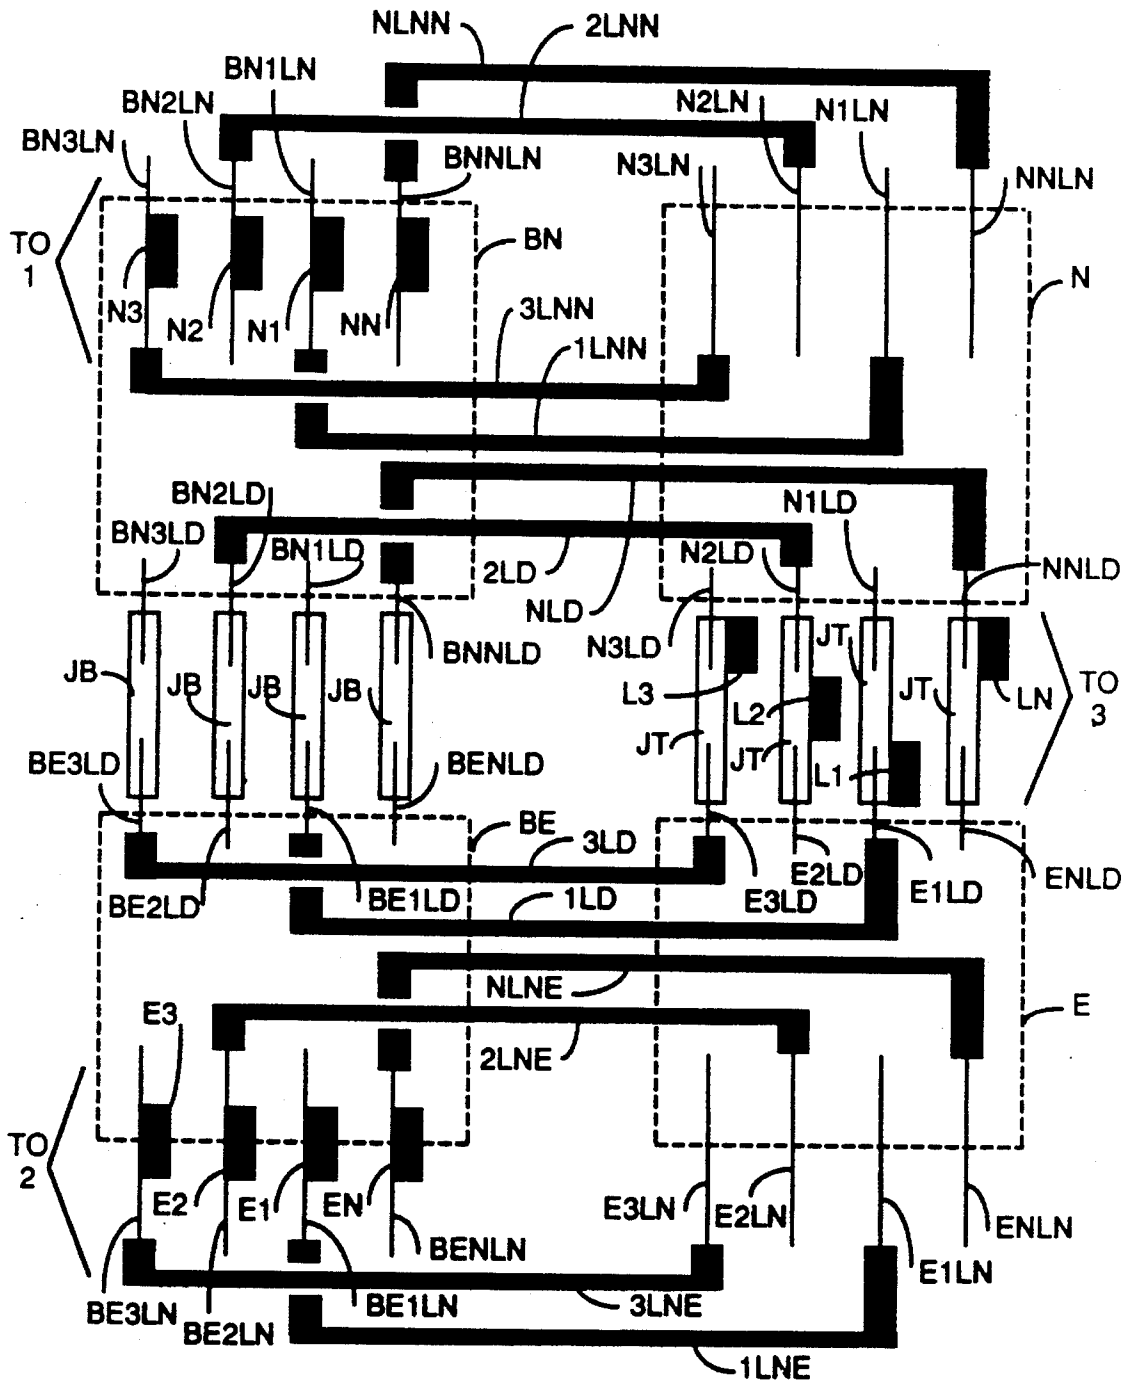 NLNN
2LNN
BN1LN
BN2LN
N2LN
N1LN
BN3LN
BNNLN
N3LN
NNLN
TO
1
BN
N
N3
N2
N1
NN
3LNN
1LNN
BN2LD
N1LD
BN3LD
BN1LD
2LD
N2LD
NNLD
NLD
N3LD
BNNLD
JT
JB
JB
JB
JB
L3
L2
JT
LN
TO
3
JT
JT
L1
BE3LD
BENLD
BE
3LD
E2LD
E1LD
ENLD
BE2LD
BE1LD
1LD
E3LD
NLNE
E3
2LNE
E
TO
2
E2
E1
EN
E3LN
E2LN
ENLN
BENLN
E1LN
BE3LN
BE2LN
BE1LN
3LNE
1LNE